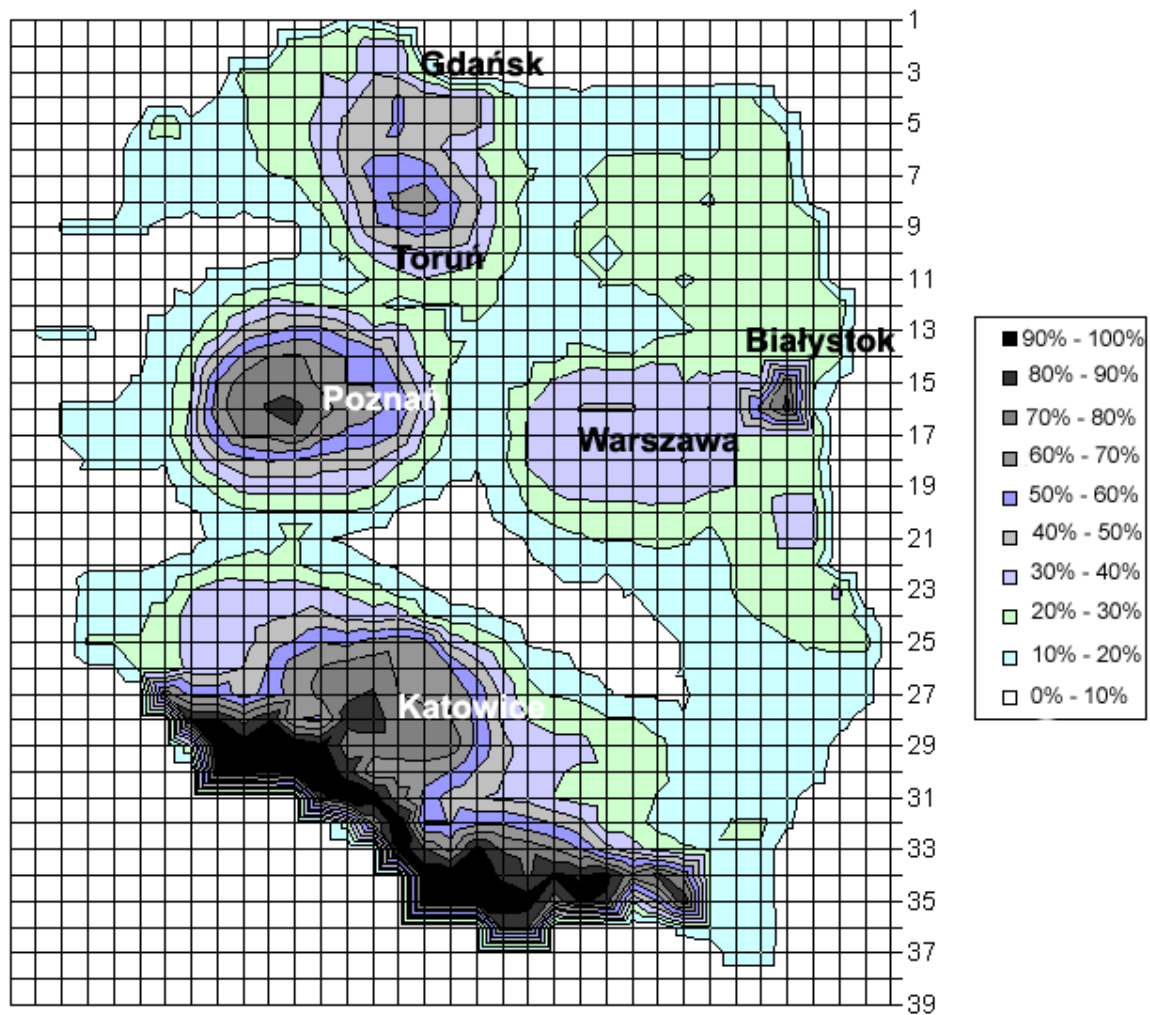 1
Gdańsk
3
5
7
9
Toruń
11
13
Białystok
15
Poznań
17
Warszawa
19
21
23
25
27
Katowice
29
31
33
35
37
39
90% - 100%
80% - 90%
70% - 80%
60% - 70%
50% - 60%
40% - 50%
30% - 40%
20% - 30%
10% - 20%
0% - 10%